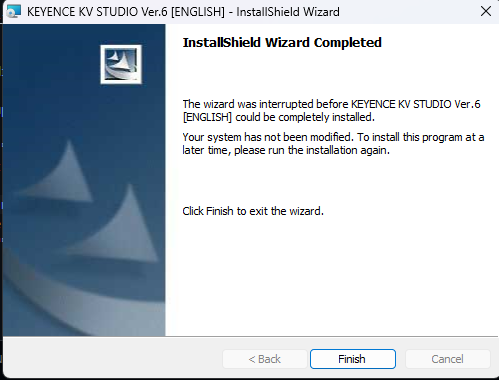 KEYENCE KV STUDIO Ver.6 [ENGLISH] - InstallShield Wizard
InstallShield Wizard Completed
The wizard was interrupted before KEYENCE KV STUDIO Ver.6
[ENGLISH] could be completely installed.
Your system has not been modified. To install this program at a
later time, please run the installation again.
Click Finish to exit the wizard.
< Back
Finish
Cancel